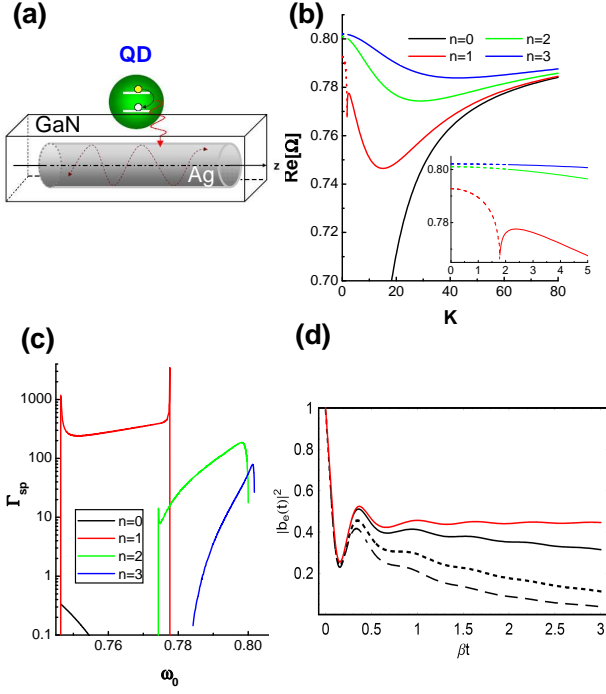 (a)
QD
GaN
Ag
z
(b)
Re[Ω]
0.80
0.78
0.76
0.74
0.72
0.70
n=0 n=2
n=1 n=3
0.80
0.78
0 1 2 3 4 5
0 20 40 60 80
K
(c)
Γsp
1000
100
10
1
0.1
n=0
n=1
n=2
n=3
0.76 0.78 0.80
ω0
(d)
|be(t)|²
1
0.8
0.6
0.4
0.2
0 0.5 1 1.5 2 2.5 3
βt